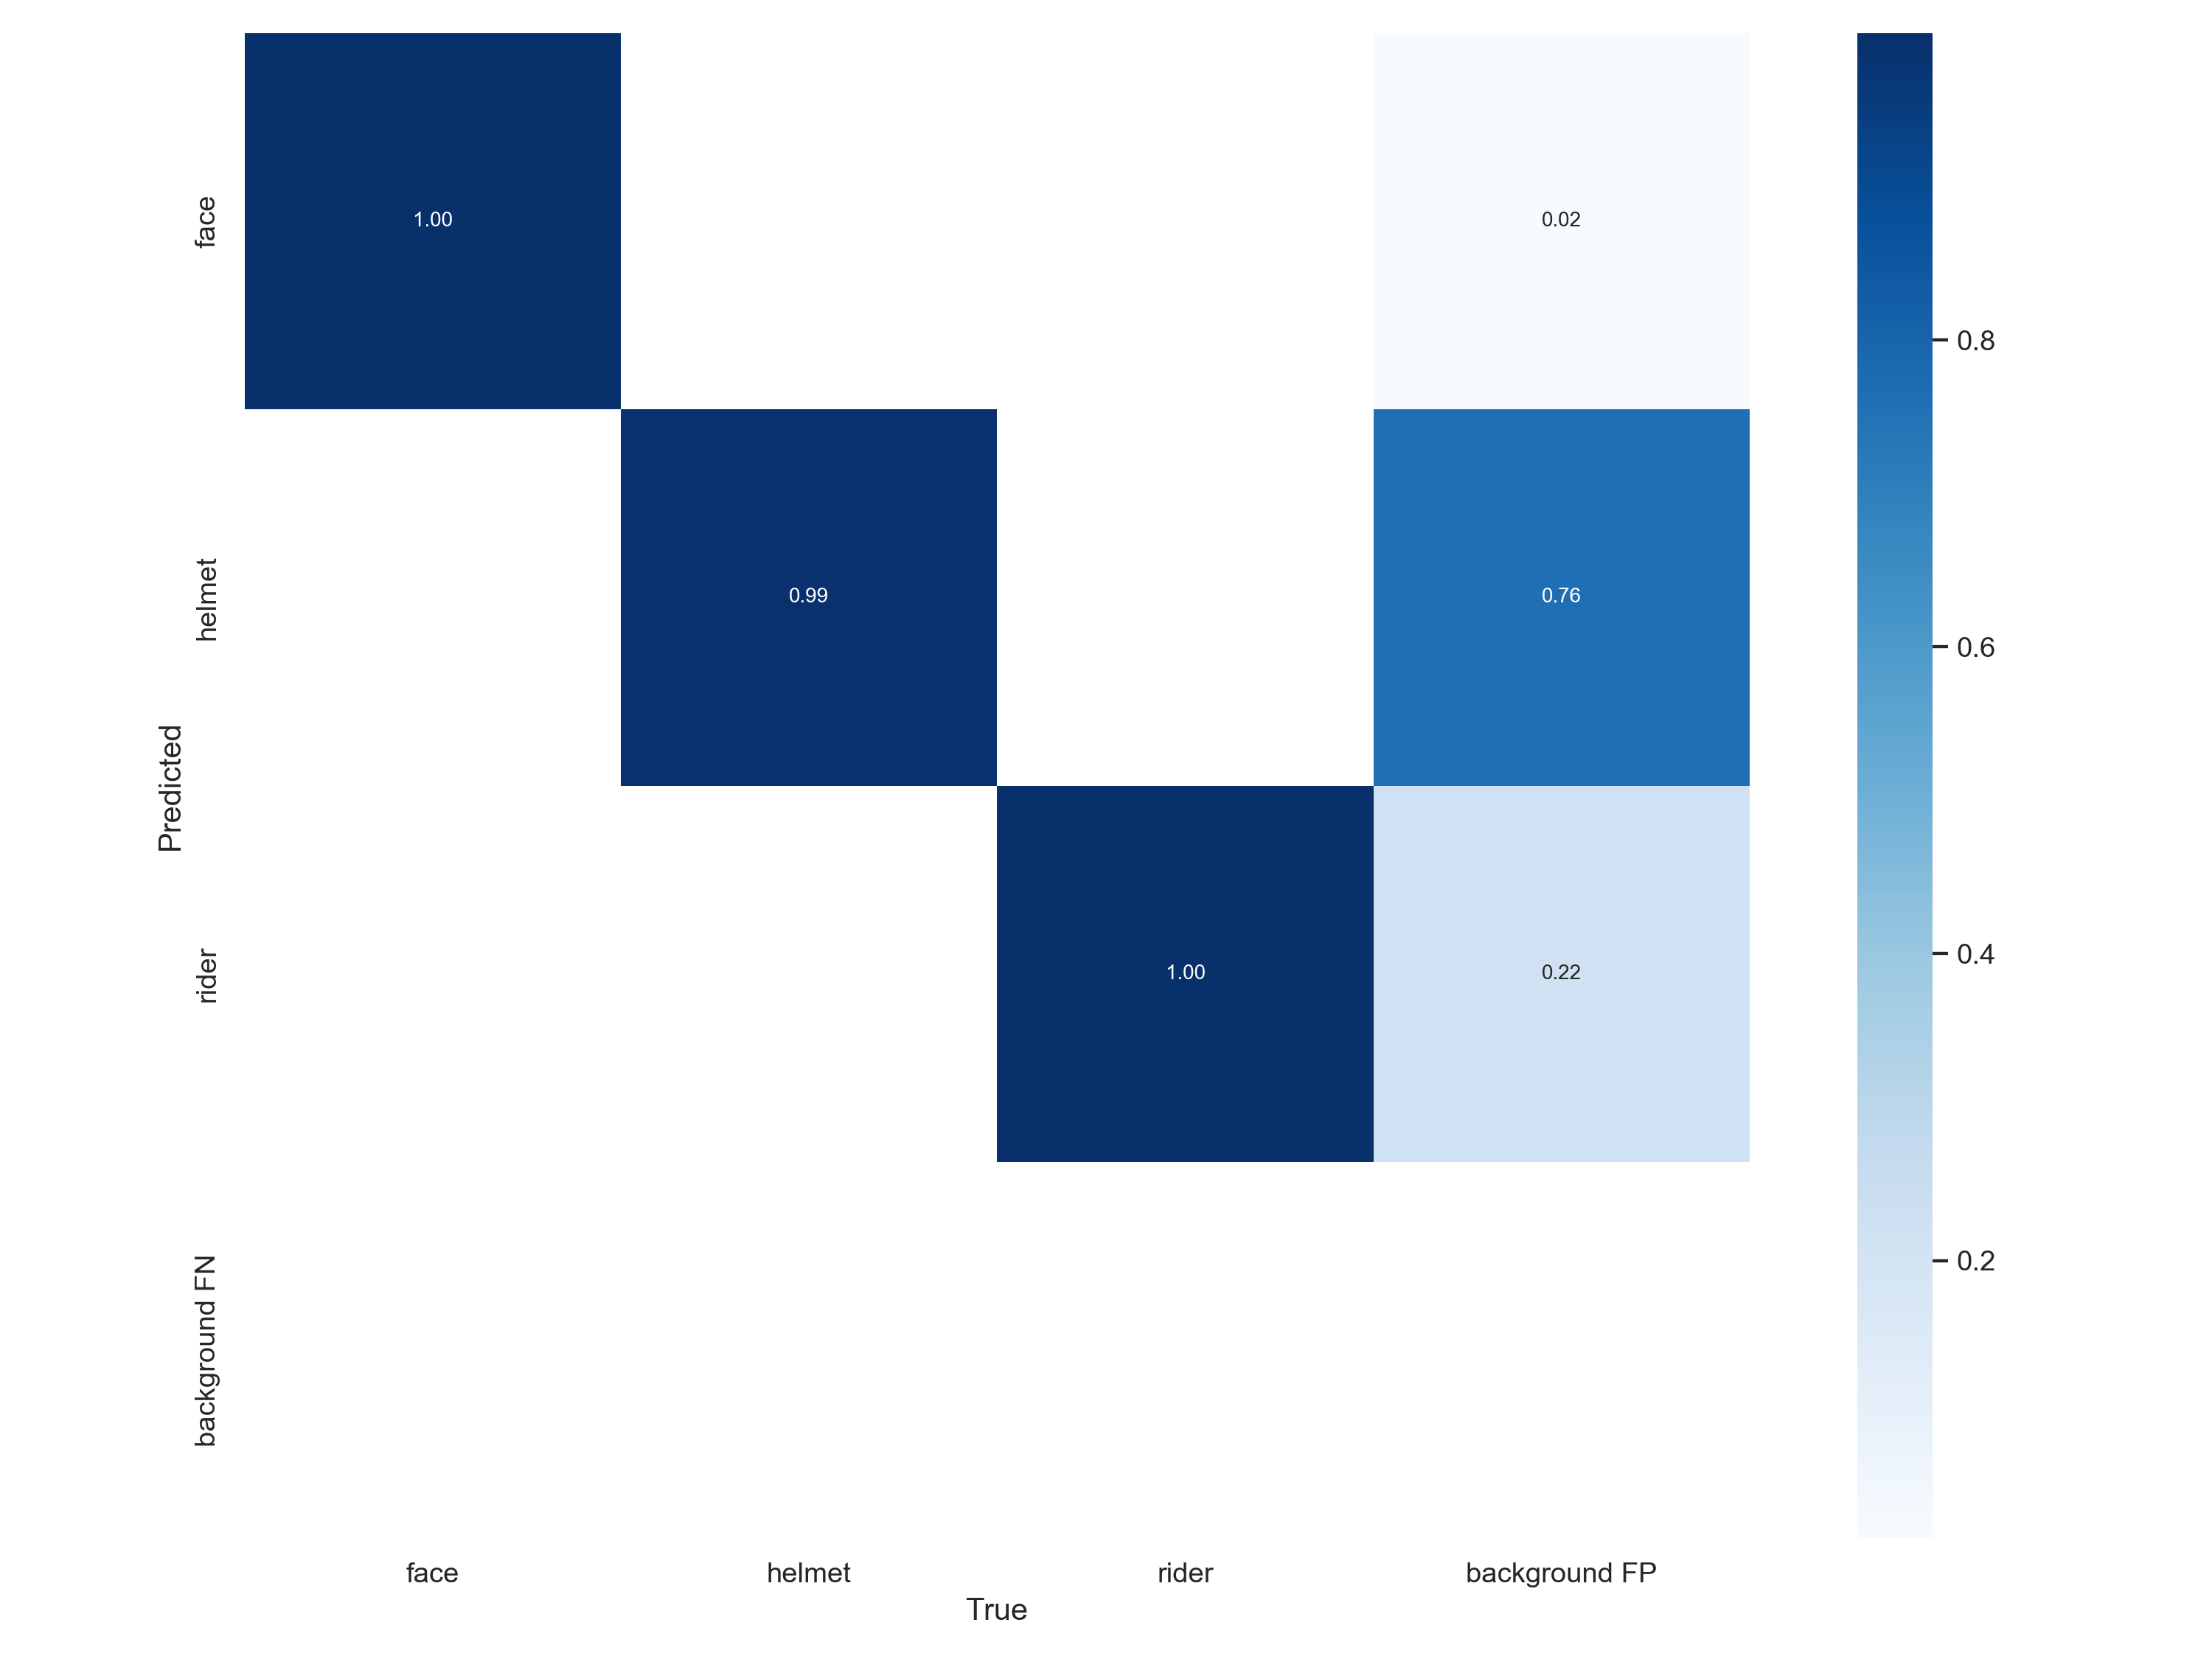 face
1.00
0.02
0.8
helmet
0.99
0.76
0.6
Predicted
rider
1.00
0.22
0.4
background FN
0.2
face
helmet
rider
background FP
True